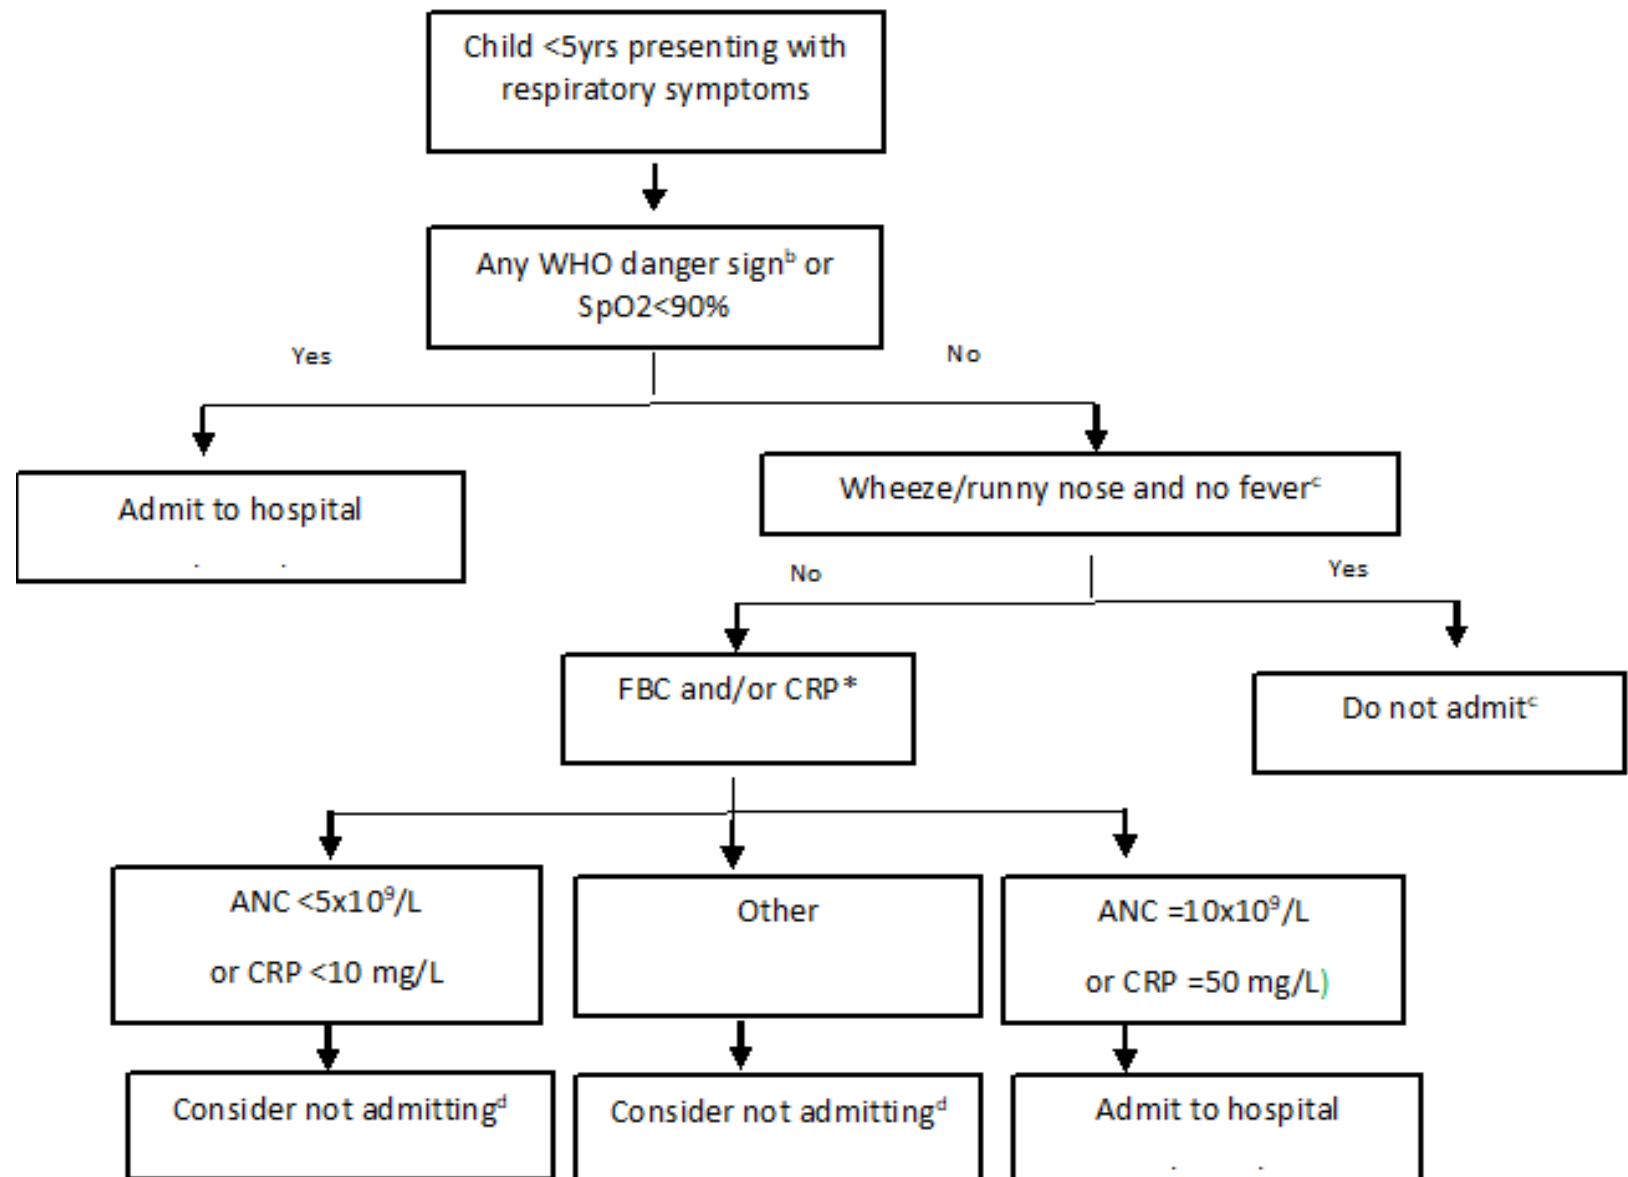 Child <5yrs presenting with
respiratory symptoms
Any WHO danger signᵇ or
SpO2<90%
Yes
No
Admit to hospital
Wheeze/runny nose and no feverᶜ
No
Yes
FBC and/or CRP*
Do not admitᶜ
ANC <5x10⁹/L
or CRP <10 mg/L
Other
ANC =10x10⁹/L
or CRP =50 mg/L)
Consider not admittingᵈ
Consider not admittingᵈ
Admit to hospital